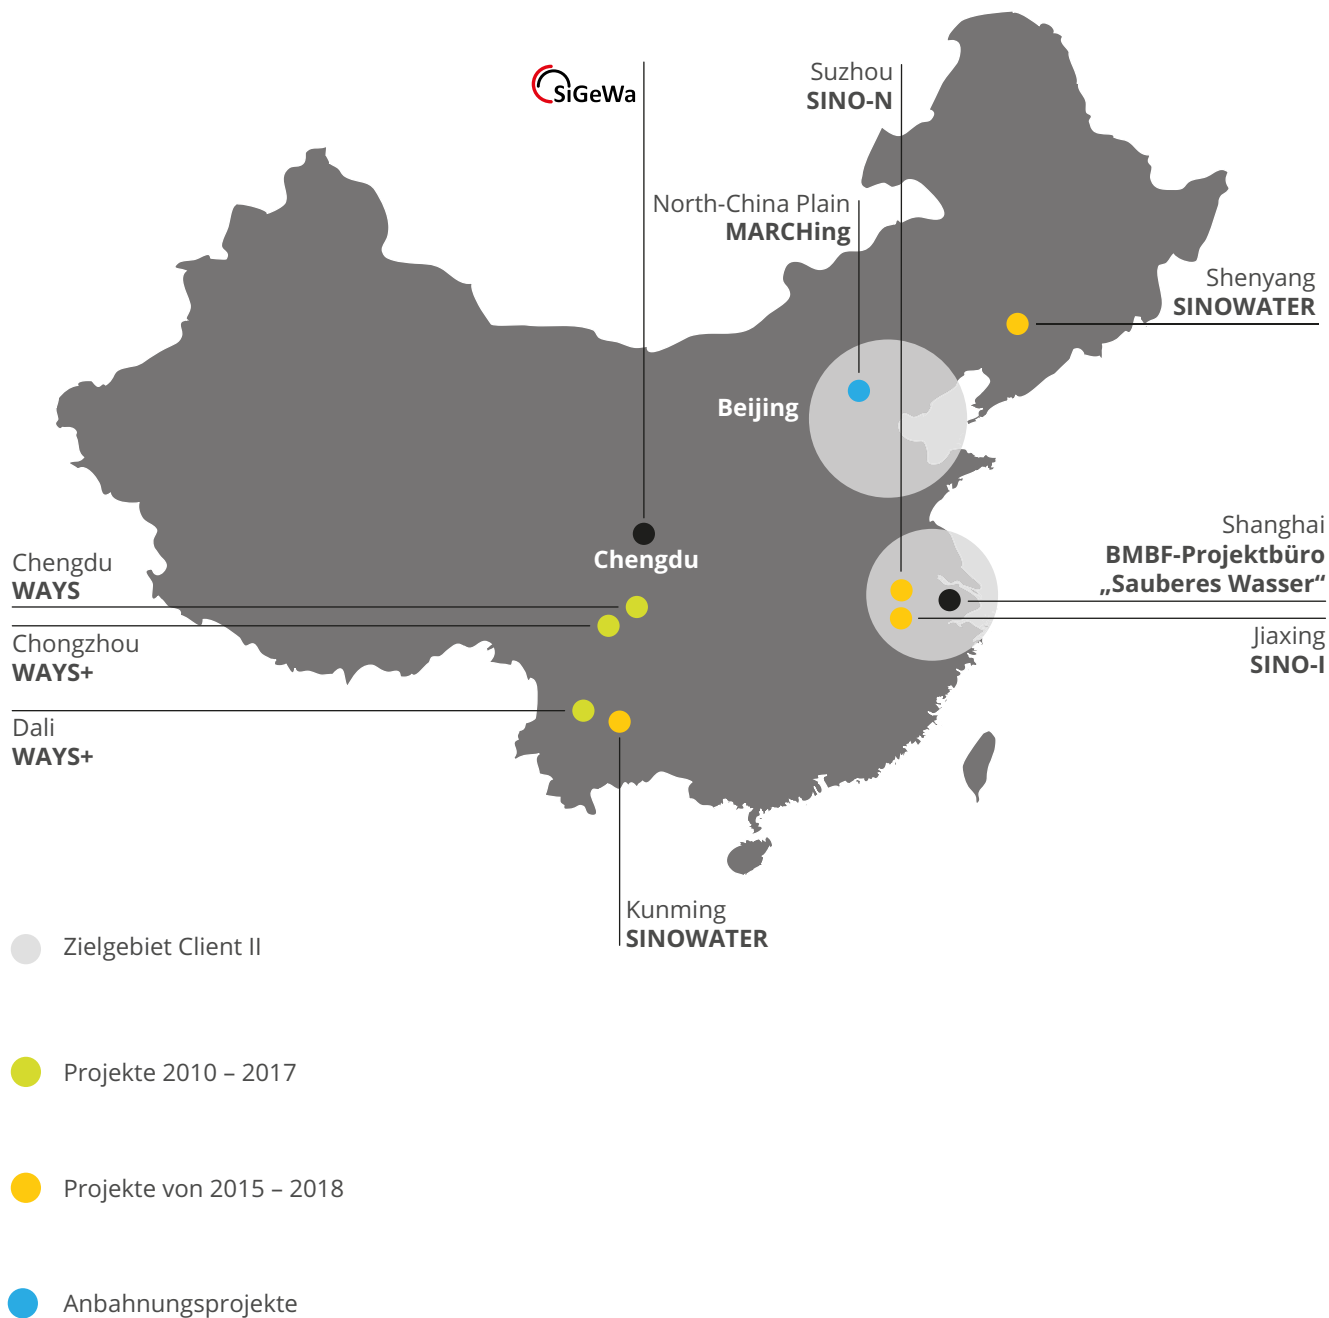 SiGeWa
Suzhou
SINO-N
North-China Plain
MARCHing
Shenyang
SINOWATER
Beijing
Chengdu
Chengdu
WAYS
Chongzhou
WAYS+
Dali
WAYS+
Shanghai
BMBF-Projektbüro
„Sauberes Wasser“
Jiaxing
SINO-I
Kunming
SINOWATER
Zielgebiet Client II
Projekte 2010 – 2017
Projekte von 2015 – 2018
Anbahnungsprojekte